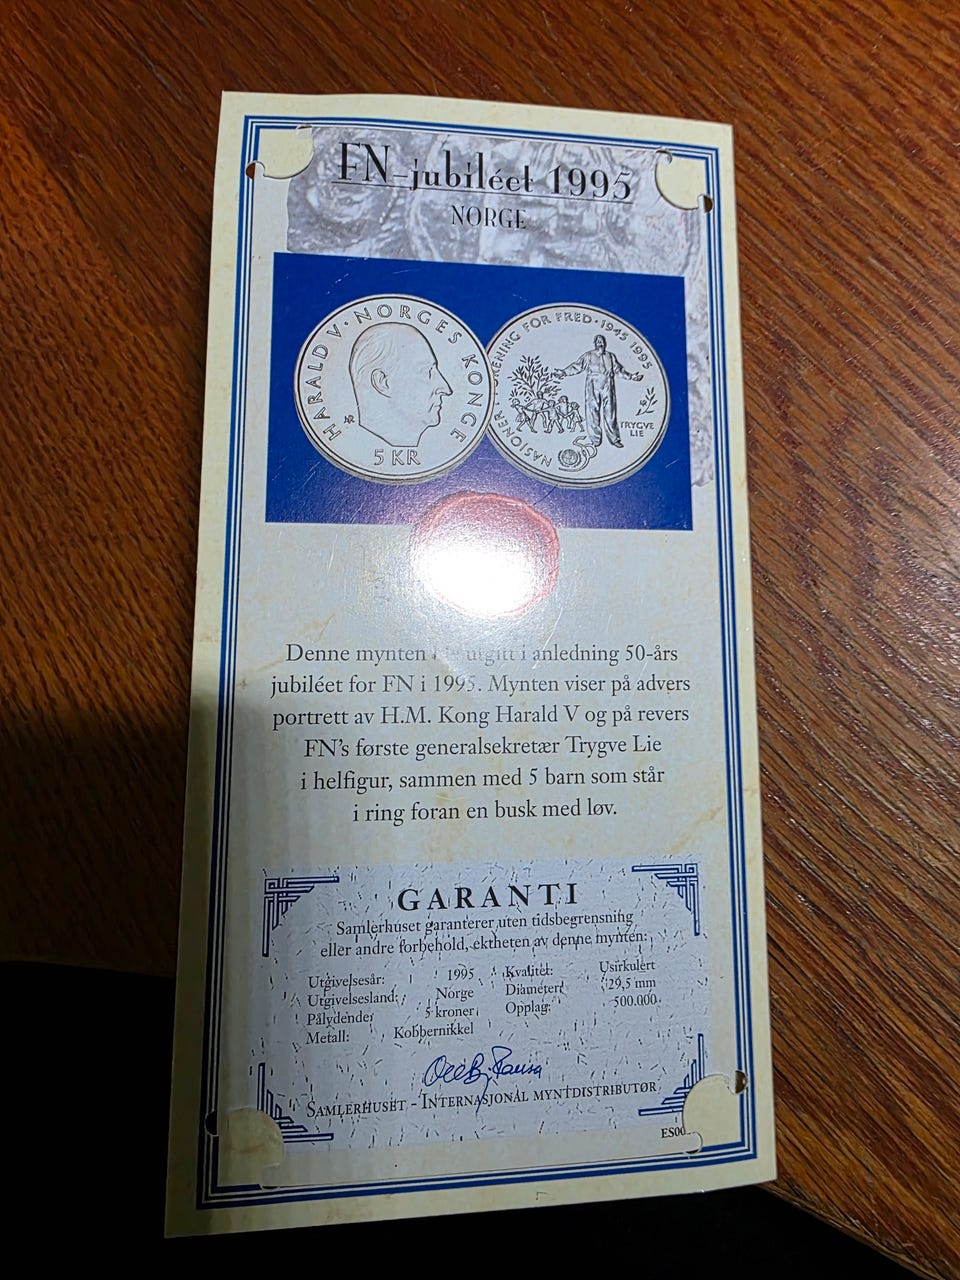 FN-jubiléet 1995
NORGE
HARALD V · NORGES KONGE
5 KR
NASJONER · FORENING FOR FRED · 1945 1995
TRYGVE
LIE
Denne mynten utgitt i anledning 50-års
jubiléet for FN i 1995. Mynten viser på advers
portrett av H.M. Kong Harald V og på revers
FN's første generalsekretær Trygve Lie
i helfigur, sammen med 5 barn som står
i ring foran en busk med løv.
GARANTI
Samlerhuset garanterer uten tidsbegrensning
eller andre forbehold, ektheten av denne mynten:
Utgivelsesår: 1995 Kvalitet: Usirkulert
Utgivelsesland: Norge Diameter: 29,5 mm
Pålydende: 5 kroner Opplag: 500.000
Metall: Kobbernikkel
SAMLERHUSET - INTERNASJONAL MYNTDISTRIBUTØR